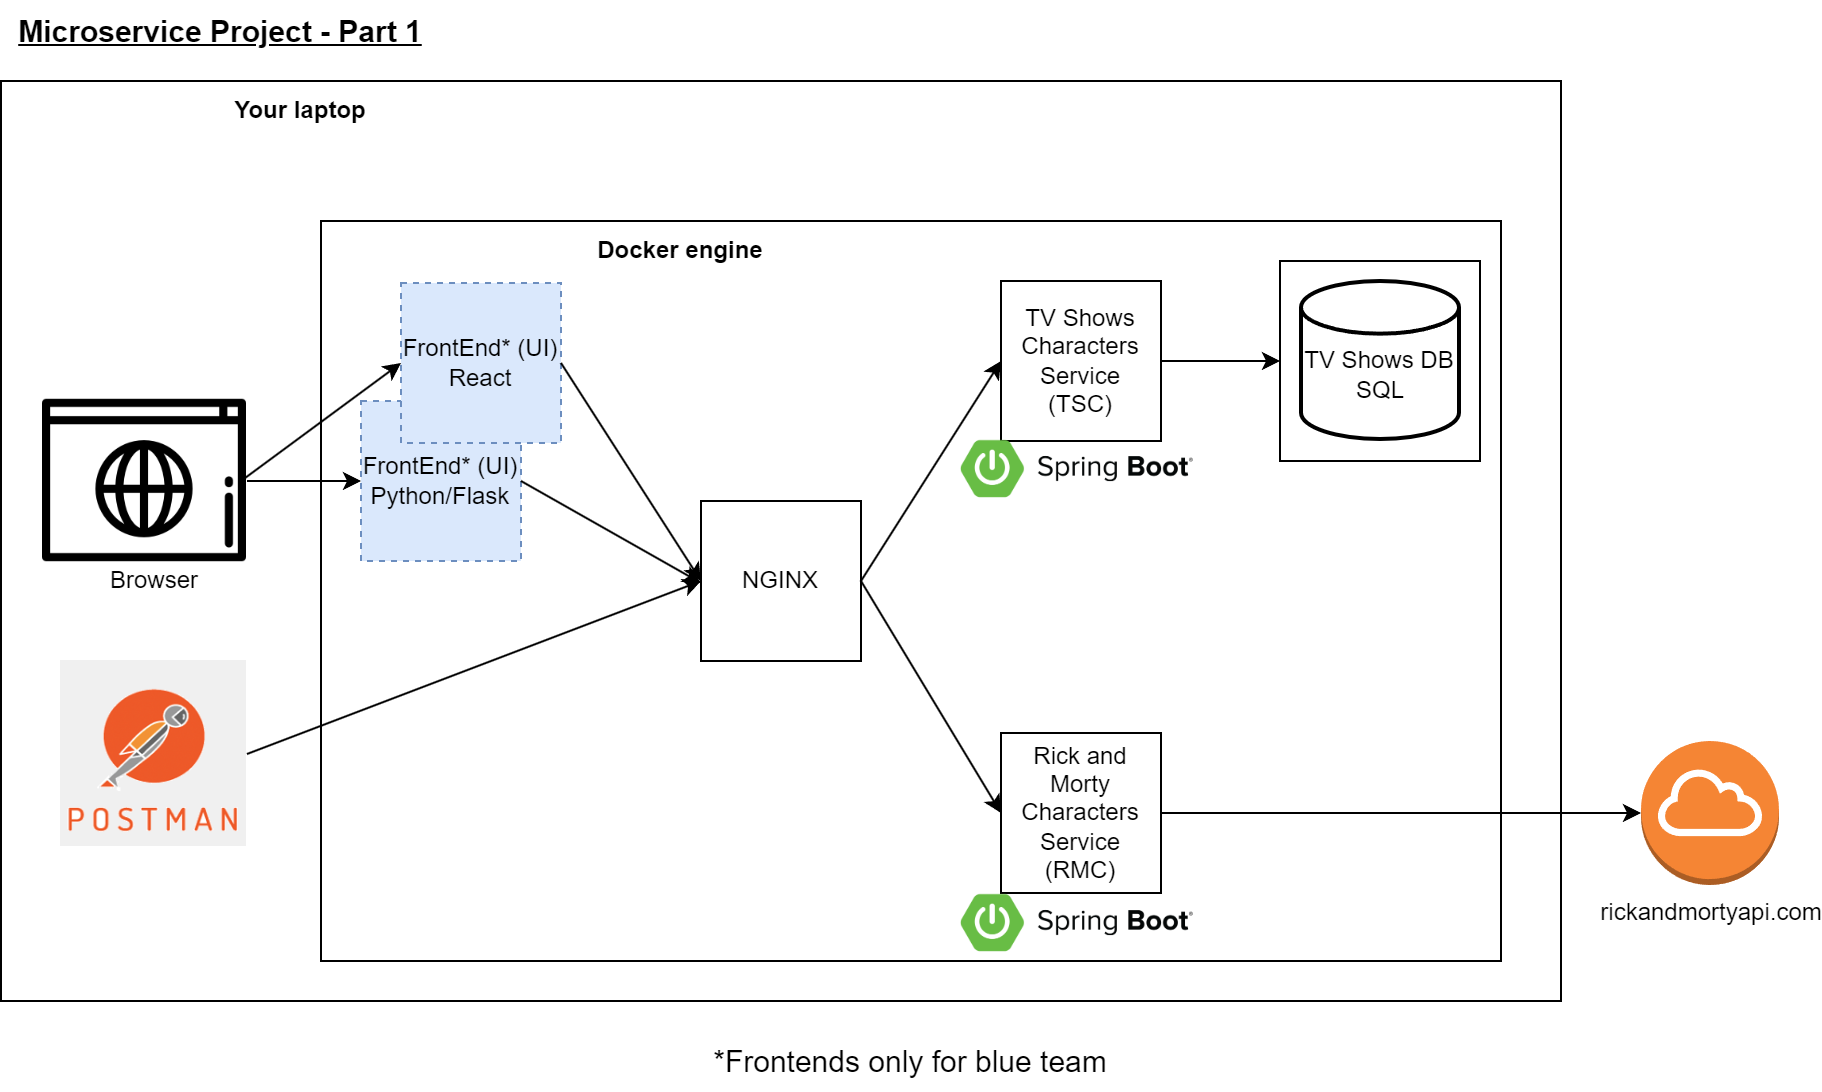 Microservice Project - Part 1
Your laptop
Docker engine
FrontEnd* (UI)
React
FrontEnd* (UI)
Python/Flask
Browser
POSTMAN
NGINX
TV Shows
Characters
Service
(TSC)
Spring Boot
TV Shows DB
SQL
Rick and
Morty
Characters
Service
(RMC)
Spring Boot
rickandmortyapi.com
*Frontends only for blue team